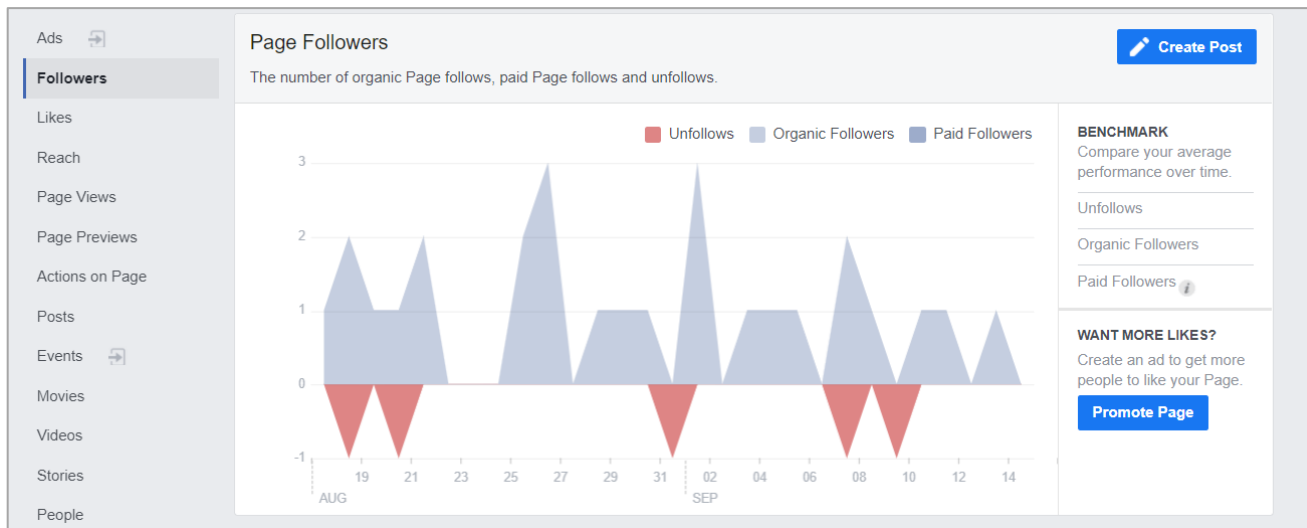 Ads
Followers
Likes
Reach
Page Views
Page Previews
Actions on Page
Posts
Events
Movies
Videos
Stories
People
Page Followers
The number of organic Page follows, paid Page follows and unfollows.
Create Post
Unfollows Organic Followers Paid Followers
3
2
1
0
-1
19 21 23 25 27 29 31 02 04 06 08 10 12 14
AUG SEP
BENCHMARK
Compare your average
performance over time.
Unfollows
Organic Followers
Paid Followers i
WANT MORE LIKES?
Create an ad to get more
people to like your Page.
Promote Page